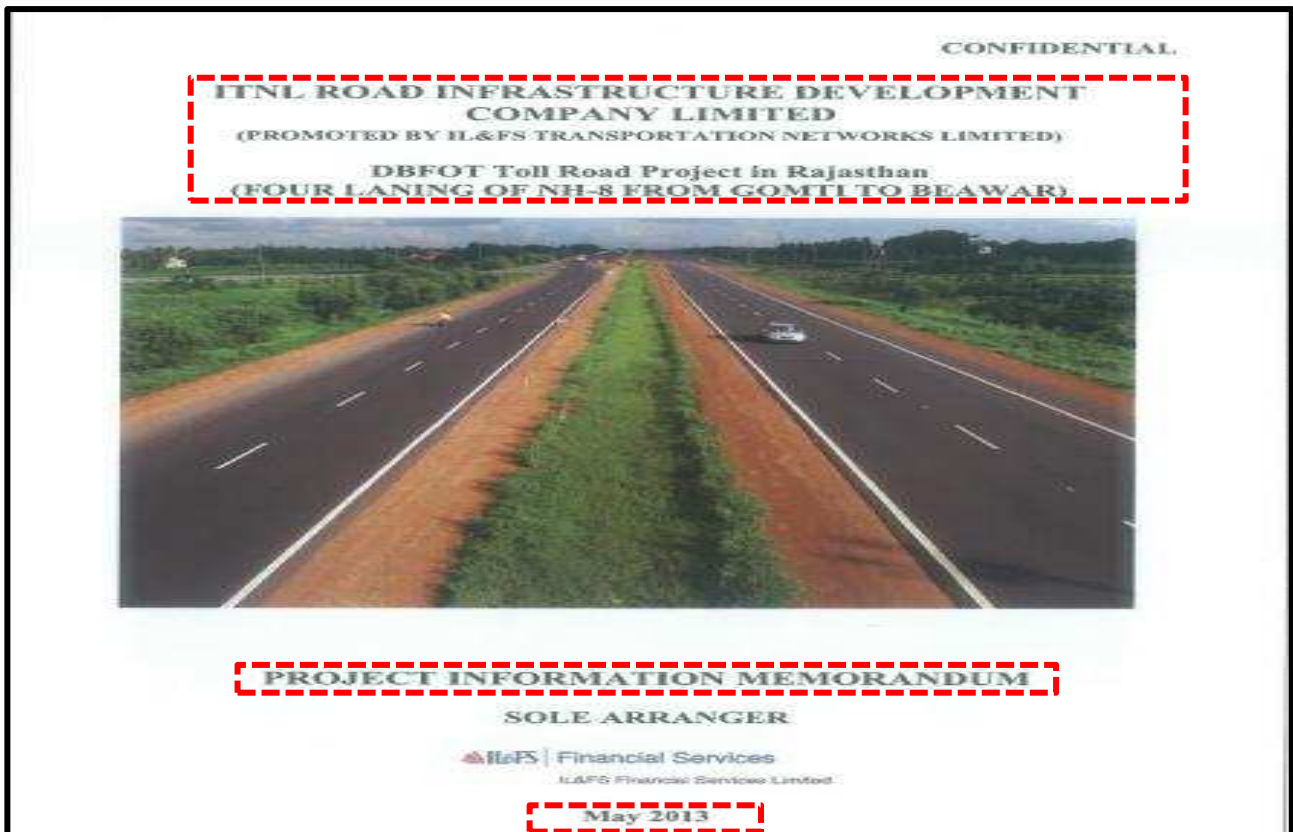 CONFIDENTIAL
ITNL ROAD INFRASTRUCTURE DEVELOPMENT
COMPANY LIMITED
(PROMOTED BY IL&FS TRANSPORTATION NETWORKS LIMITED)
DBFOT Toll Road Project in Rajasthan
(FOUR LANING OF NH-8 FROM GOMTI TO BEAWAR)
PROJECT INFORMATION MEMORANDUM
SOLE ARRANGER
IL&FS | Financial Services
IL&FS Financial Services Limited
May 2013